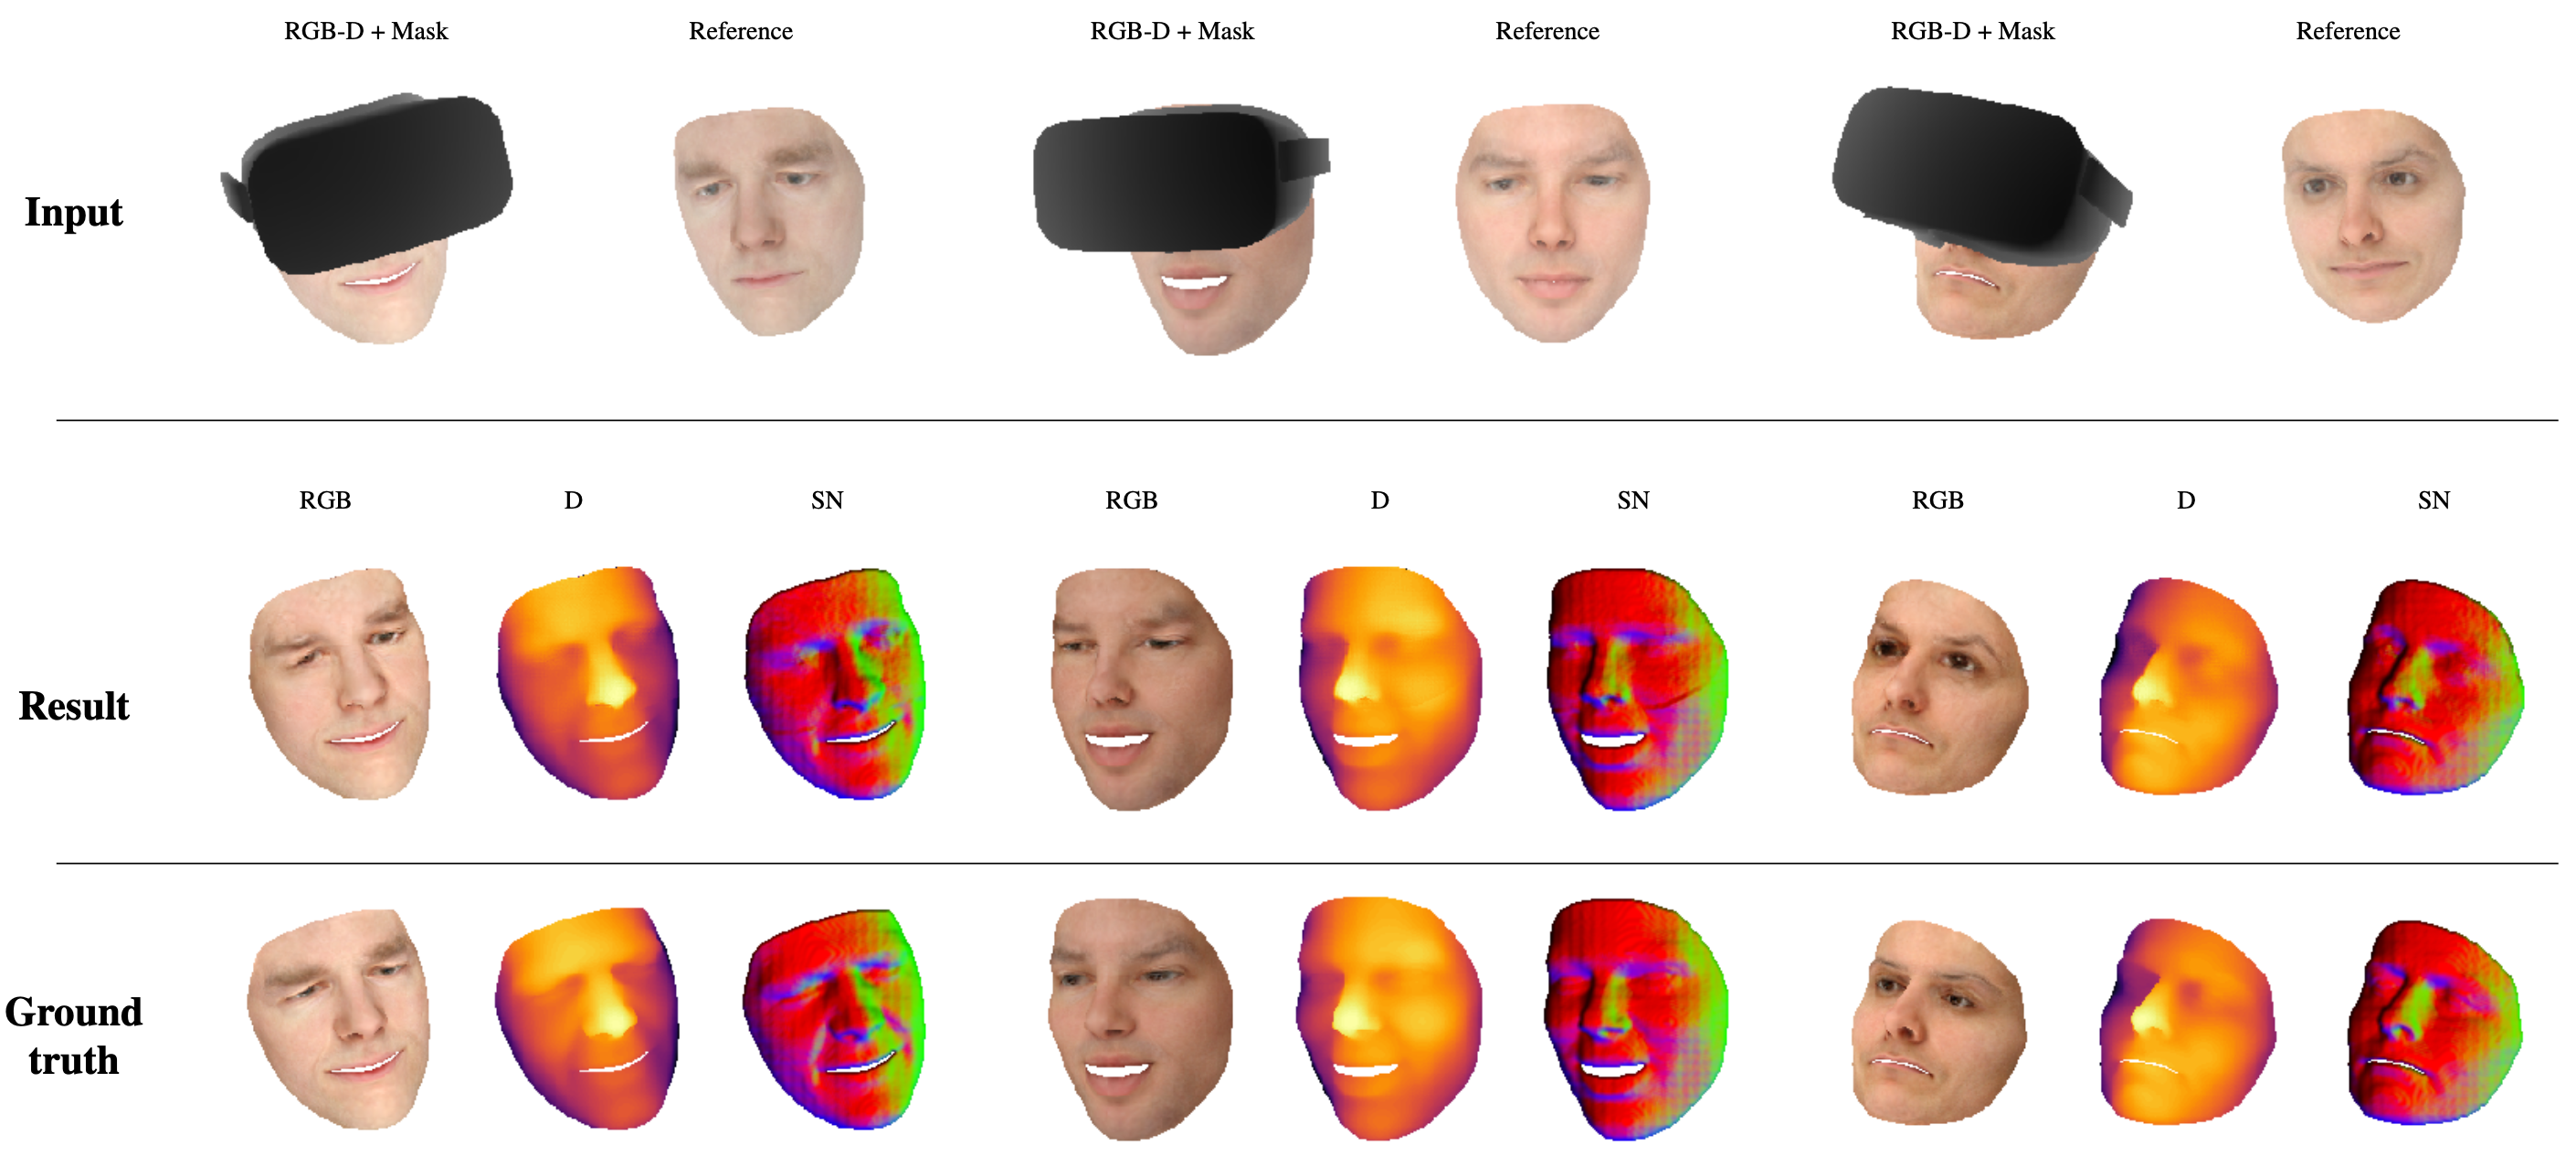 RGB-D + Mask Reference RGB-D + Mask Reference RGB-D + Mask Reference
Input
RGB D SN RGB D SN RGB D SN
Result
Ground
truth